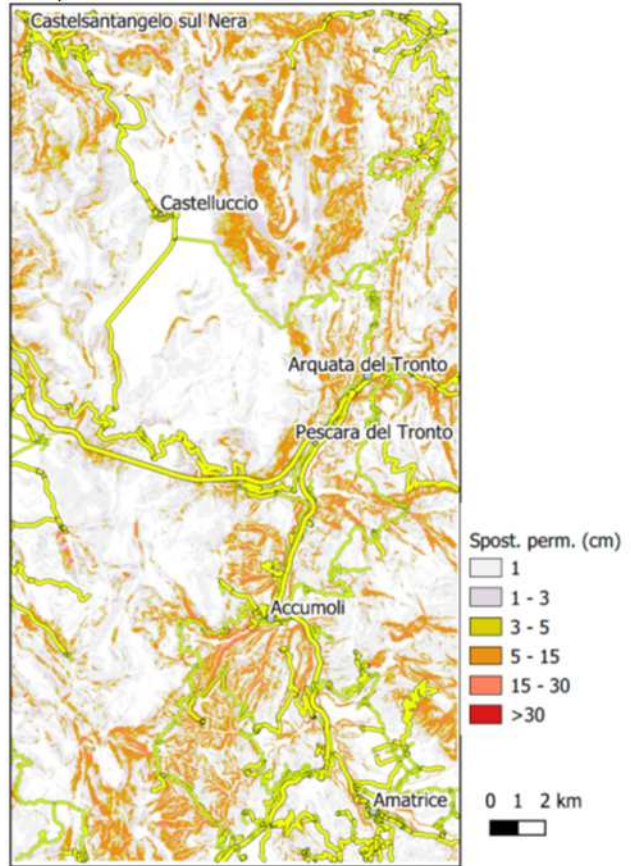 Castelsantangelo sul Nera
Castelluccio
Arquata del Tronto
Pescara del Tronto
Accumoli
Amatrice
Spost. perm. (cm)
1
1 - 3
3 - 5
5 - 15
15 - 30
>30
0 1 2 km